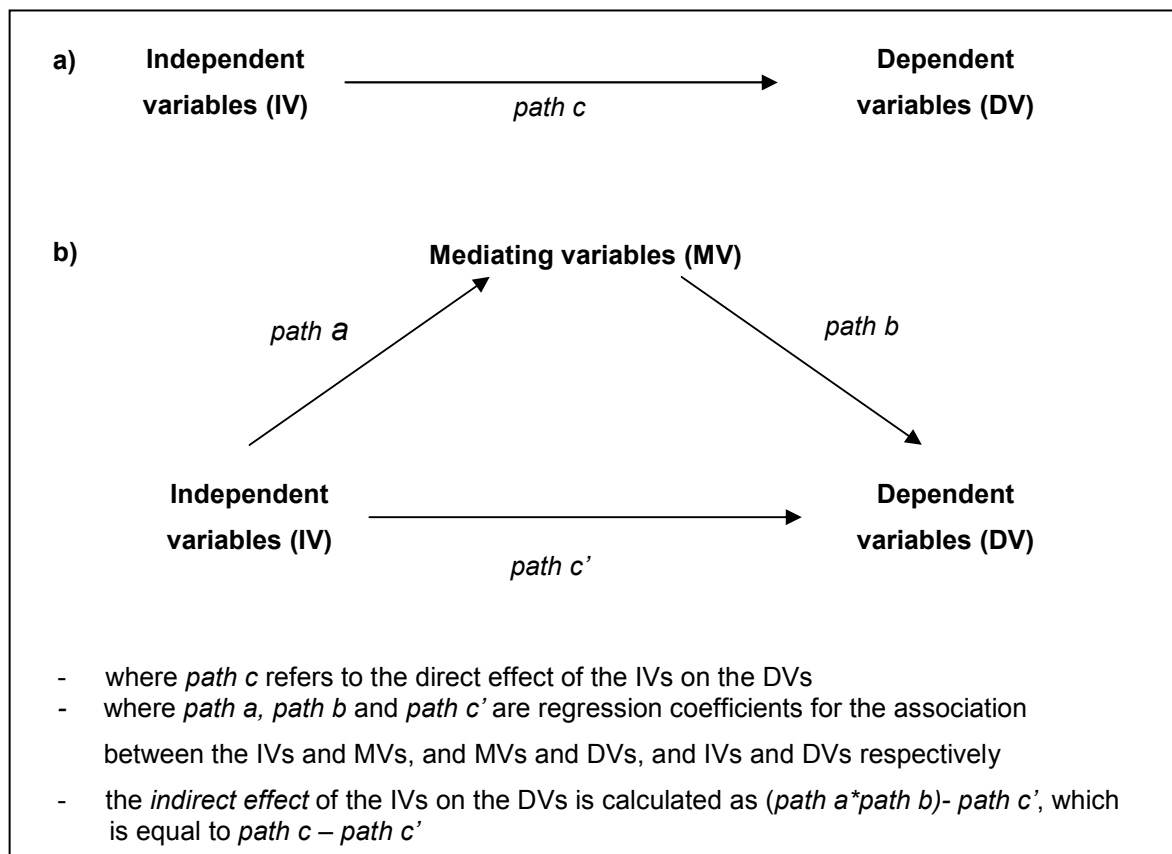 a) Independent Dependent
variables (IV) variables (DV)
path c
b) Mediating variables (MV)
path a path b
Independent Dependent
variables (IV) variables (DV)
path c’
- where path c refers to the direct effect of the IVs on the DVs
- where path a, path b and path c’ are regression coefficients for the association
between the IVs and MVs, and MVs and DVs, and IVs and DVs respectively
- the indirect effect of the IVs on the DVs is calculated as (path a*path b)- path c’, which
is equal to path c – path c’